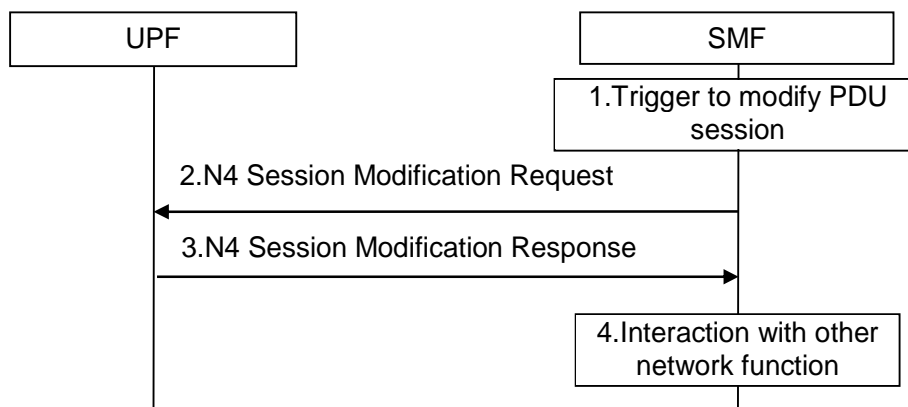 UPF
SMF
1.Trigger to modify PDU
session
2.N4 Session Modification Request
3.N4 Session Modification Response
4.Interaction with other
network function